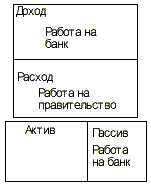 Доход
Работа на
банк
Расход
Работа на
правительство
Актив
Пассив
Работа
на банк